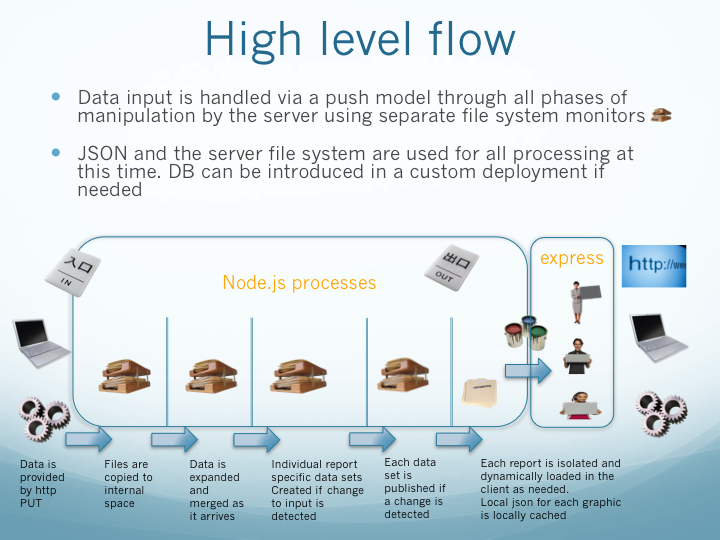 High level flow
Data input is handled via a push model through all phases of
manipulation by the server using separate file system monitors
JSON and the server file system are used for all processing at
this time. DB can be introduced in a custom deployment if
needed
入口
IN
出口
OUT
Node.js processes
express
http://ww
Data is
provided
by http
PUT
Files are
copied to
internal
space
Data is
expanded
and
merged as
it arrives
Individual report
specific data sets
Created if change
to input is
detected
Each data
set is
published if
a change is
detected
Each report is isolated and
dynamically loaded in the
client as needed.
Local json for each graphic
is locally cached